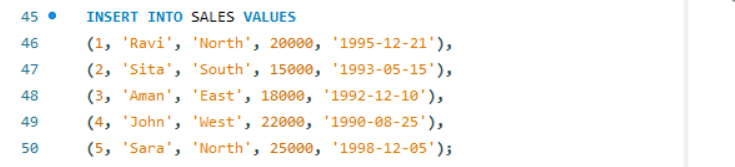 45 INSERT INTO SALES VALUES
46 (1, 'Ravi', 'North', 20000, '1995-12-21'),
47 (2, 'Sita', 'South', 15000, '1993-05-15'),
48 (3, 'Aman', 'East', 18000, '1992-12-10'),
49 (4, 'John', 'West', 22000, '1990-08-25'),
50 (5, 'Sara', 'North', 25000, '1998-12-05');